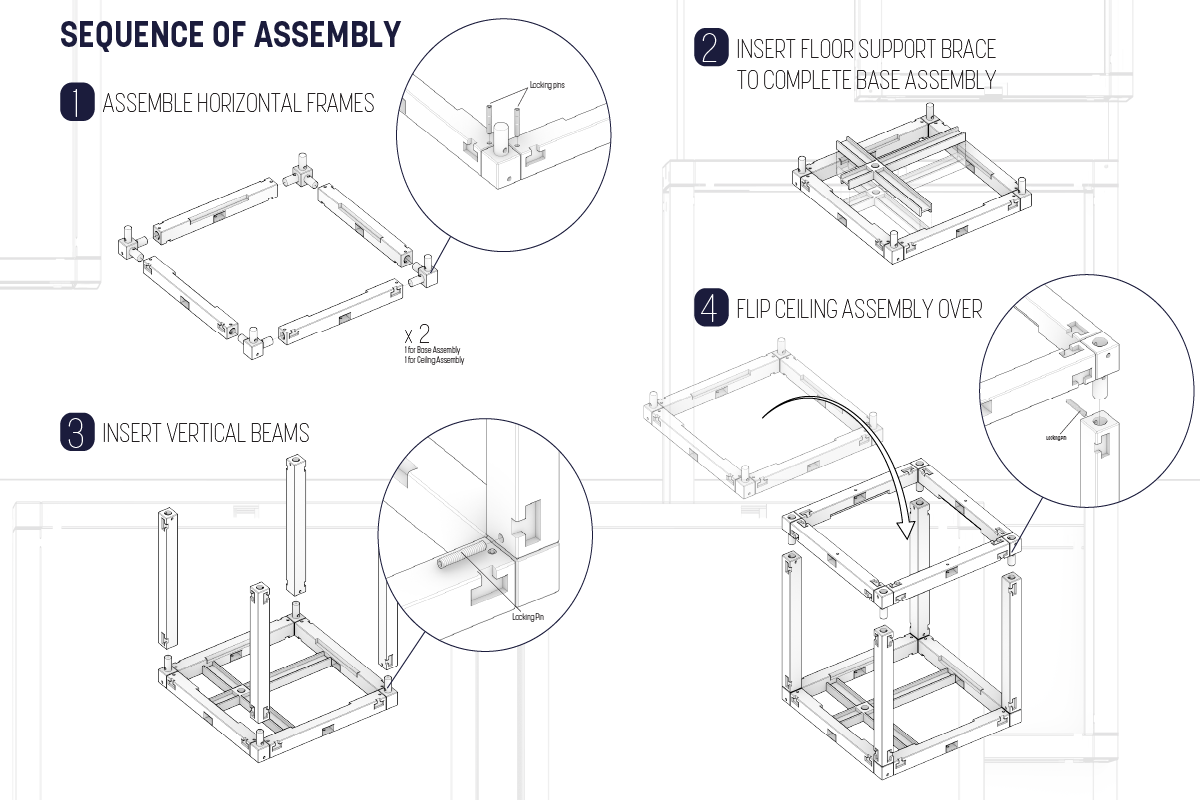 SEQUENCE OF ASSEMBLY
1 ASSEMBLE HORIZONTAL FRAMES
Locking pins
x 2
1 for Base Assembly
1 for Ceiling Assembly
2 INSERT FLOOR SUPPORT BRACE
TO COMPLETE BASE ASSEMBLY
3 INSERT VERTICAL BEAMS
Locking Pin
4 FLIP CEILING ASSEMBLY OVER
Locking Pin